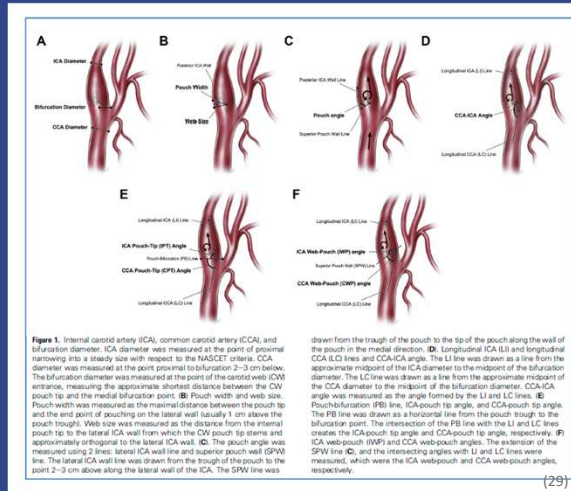 A
B
C
D
ICA Diameter
Bifurcation Diameter
CCA Diameter
Posterior ICA Wall
Pouch Width
Web Size
Posterior ICA Wall Line
Pouch angle
Superior Pouch Wall Line
Longitudinal ICA (LI) Line
CCA-ICA Angle
Longitudinal CCA (LC) Line
E
F
Longitudinal ICA (LI) Line
ICA Pouch-Tip (IPT) Angle
Pouch-Bifurcation (PB) Line
CCA Pouch-Tip (CPT) Angle
Longitudinal CCA (LC) Line
Longitudinal ICA (LI) Line
ICA Web-Pouch (IWP) Angle
Superior Pouch Wall (SPW) Line
CCA Web-Pouch (CWP) Angle
Longitudinal CCA (LC) Line
Figure 1. Internal carotid artery (ICA), common carotid artery (CCA), and
bifurcation diameter. ICA diameter was measured at the point of proximal
narrowing into a steady size with respect to the NASCET criteria. CCA
diameter was measured at the point proximal to bifurcation 2–3 cm below.
The bifurcation diameter was measured at the point of the carotid web (CW)
entrance, measuring the approximate shortest distance between the CW
pouch tip and the medial bifurcation point. (B) Pouch width and web size.
Pouch width was measured as the maximal distance between the pouch tip
and the end point of pouching on the lateral wall (usually 1 cm above the
pouch trough). Web size was measured as the distance from the internal
pouch tip to the lateral ICA wall from which the CW pouch tip stems and
approximately orthogonal to the lateral ICA wall. (C). The pouch angle was
measured using 2 lines: lateral ICA wall line and superior pouch wall (SPW)
line. The lateral ICA wall line was drawn from the trough of the pouch to the
point 2–3 cm above along the lateral wall of the ICA. The SPW line was
drawn from the trough of the pouch to the tip of the pouch along the wall of
the pouch in the medial direction. (D). Longitudinal ICA (LI) and longitudinal
CCA (LC) lines and CCA-ICA angle. The LI line was drawn as a line from the
approximate midpoint of the ICA diameter to the midpoint of the bifurcation
diameter. The LC line was drawn as a line from the approximate midpoint of
the CCA diameter to the midpoint of the bifurcation diameter. CCA-ICA
angle was measured as the angle formed by the LI and LC lines. (E)
Pouch-bifurcation (PB) line, ICA-pouch tip angle, and CCA-pouch tip angle.
The PB line was drawn as a horizontal line from the pouch trough to the
bifurcation point. The intersection of the PB line with the LI and LC lines
creates the ICA-pouch tip angle and CCA-pouch tip angle, respectively. (F)
ICA web-pouch (IWP) and CCA web-pouch angles. The extension of the
SPW line (C), and the intersecting angles with LI and LC lines were
measured, which were the ICA web-pouch and CCA web-pouch angles,
respectively.
(29)